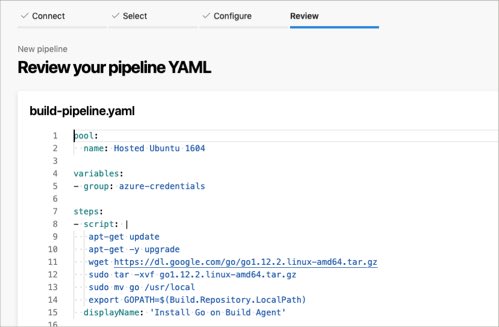 Connect Select Configure Review
New pipeline
Review your pipeline YAML
build-pipeline.yaml
1 pool:
2 name: Hosted Ubuntu 1604
3
4 variables:
5 - group: azure-credentials
6
7 steps:
8 - script: |
9 apt-get update
10 apt-get -y upgrade
11 wget https://dl.google.com/go/go1.12.2.linux-amd64.tar.gz
12 sudo tar -xvf go1.12.2.linux-amd64.tar.gz
13 sudo mv go /usr/local
14 export GOPATH=$(Build.Repository.LocalPath)
15 displayName: 'Install Go on Build Agent'
16